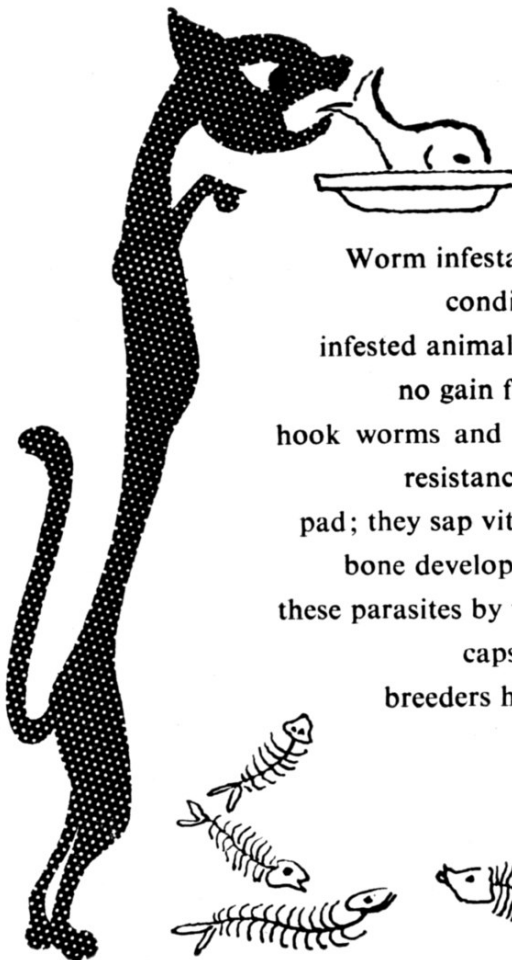 Worm infesta
condi
infested animal
no gain f
hook worms and
resistanc
pad; they sap vit
bone develop
these parasites by
caps
breeders h